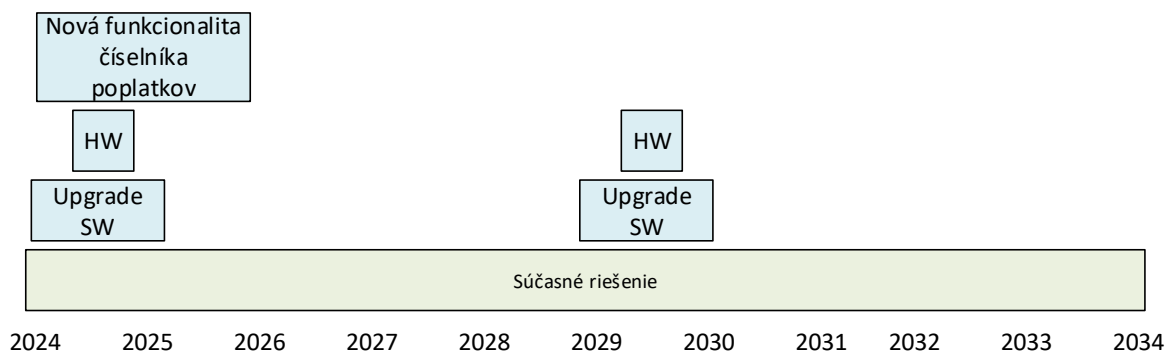 Nová funkcionalita
číselníka
poplatkov
HW
HW
Upgrade
SW
Upgrade
SW
Súčasné riešenie
2024 2025 2026 2027 2028 2029 2030 2031 2032 2033 2034